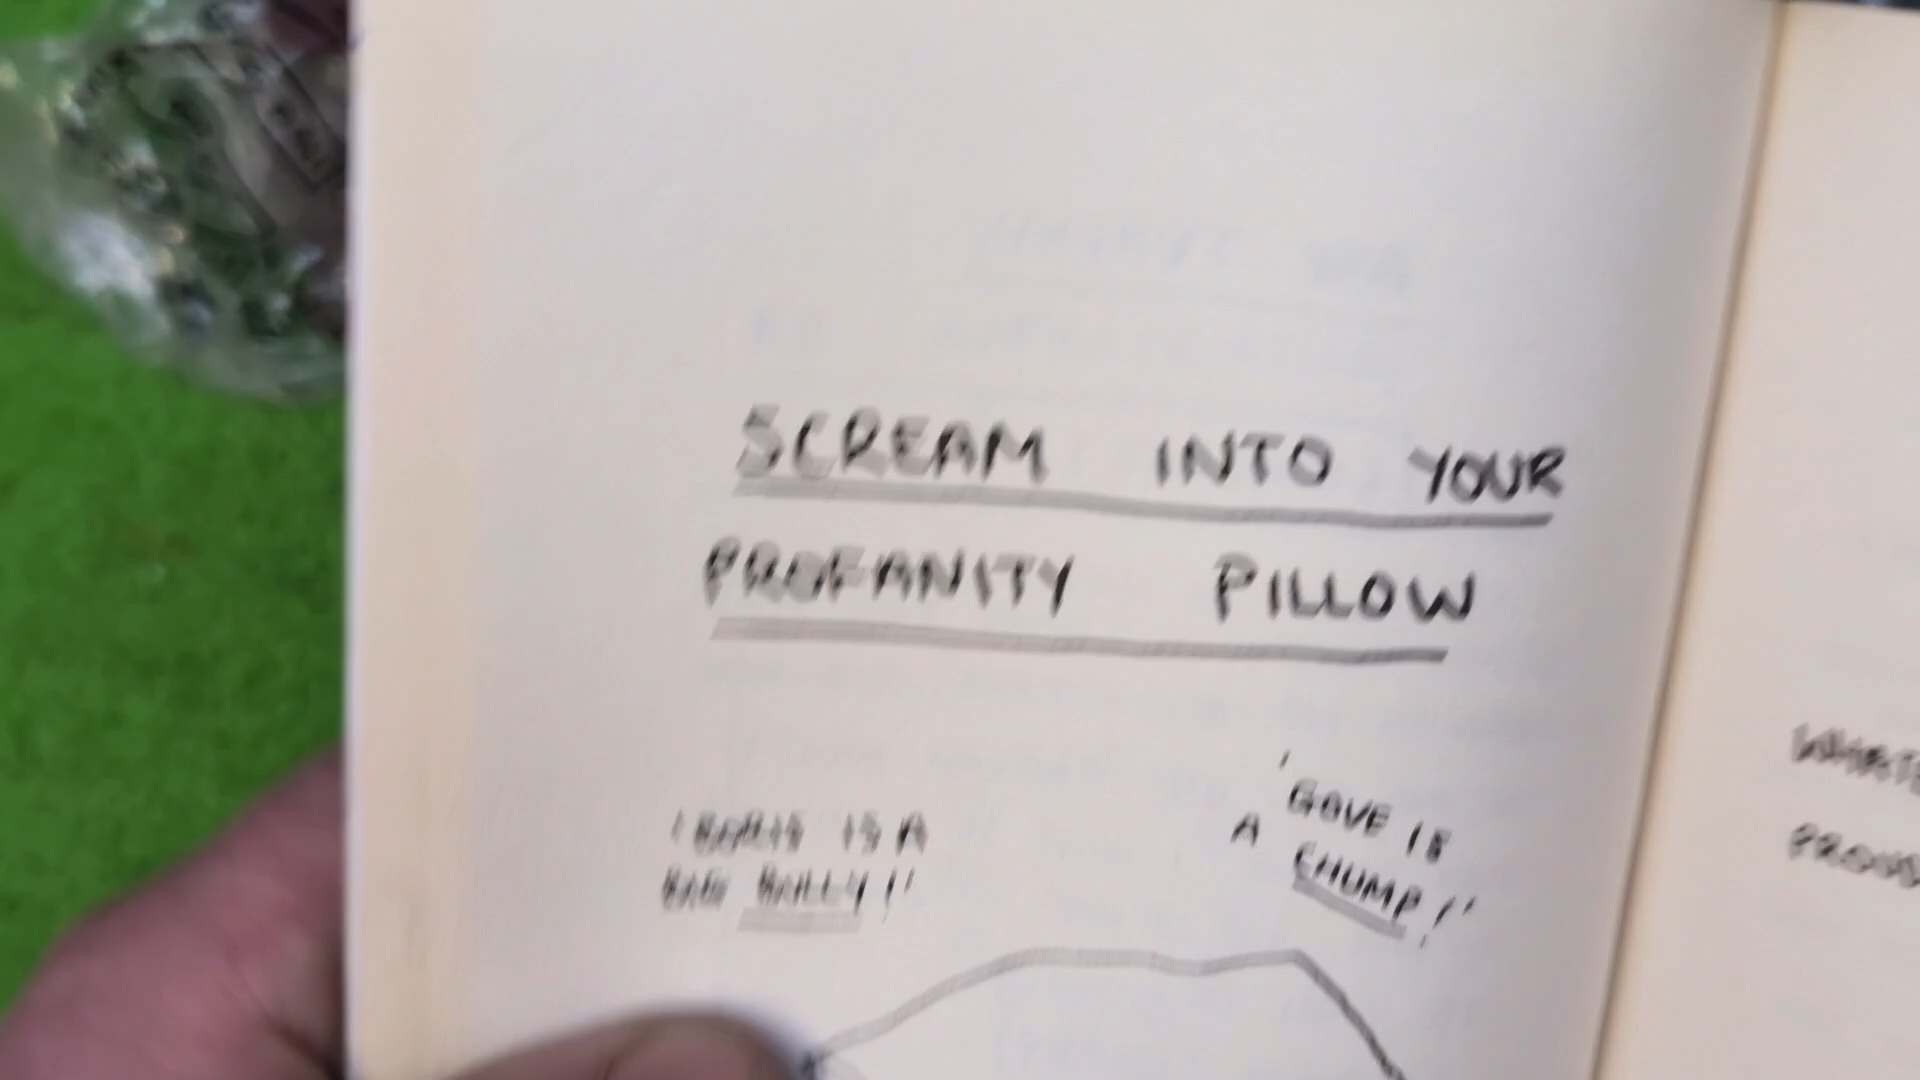 SCREAM INTO YOUR
PROFANITY PILLOW
'BORIS IS A
BIG BULLY!'
'GOVE IS
A CHUMP!'